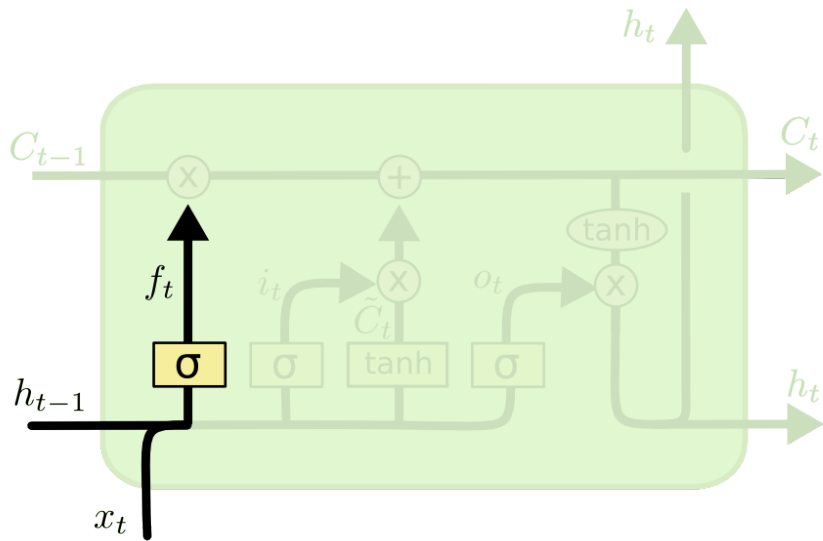 h_t
C_{t-1}
C_t
x
+
tanh
f_t
i_t
x
o_t
x
C̃_t
σ
σ
tanh
σ
h_{t-1}
h_t
x_t